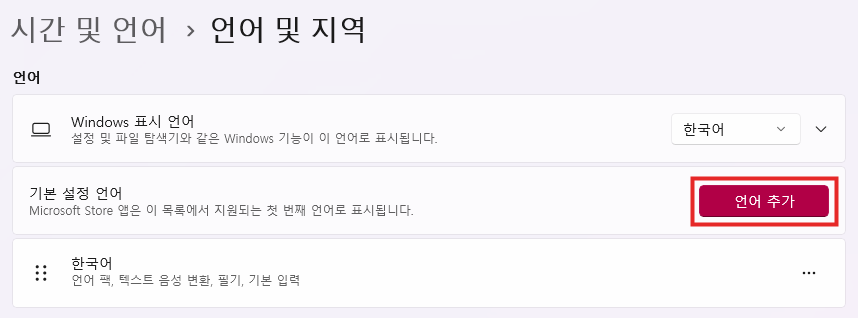 시간 및 언어 › 언어 및 지역
언어
Windows 표시 언어
설정 및 파일 탐색기와 같은 Windows 기능이 이 언어로 표시됩니다.
한국어
기본 설정 언어
Microsoft Store 앱은 이 목록에서 지원되는 첫 번째 언어로 표시됩니다.
언어 추가
한국어
언어 팩, 텍스트 음성 변환, 필기, 기본 입력